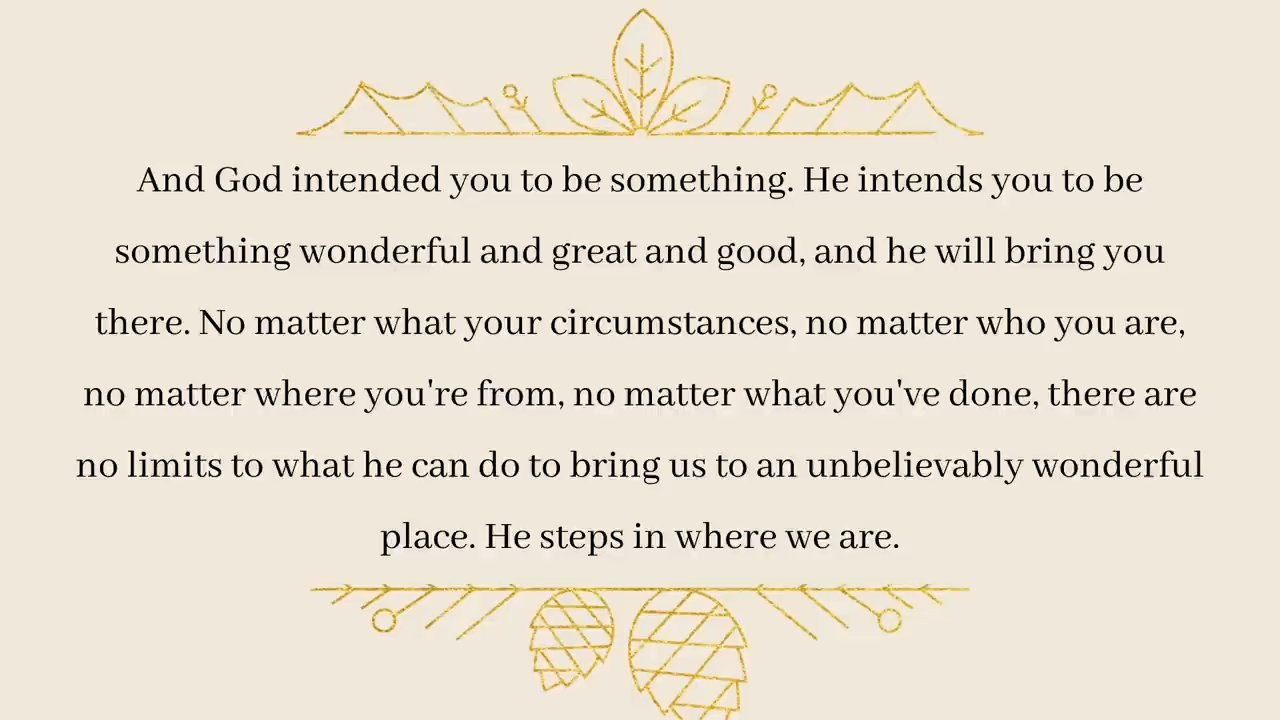 And God intended you to be something. He intends you to be
something wonderful and great and good, and he will bring you
there. No matter what your circumstances, no matter who you are,
no matter where you're from, no matter what you've done, there are
no limits to what he can do to bring us to an unbelievably wonderful
place. He steps in where we are.